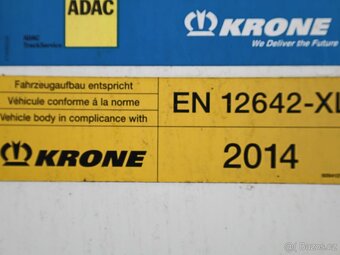 ADAC
ADAC
TruckService
KRONE
We Deliver the Future
Fahrzeugaufbau entspricht
Véhicule conforme á la norme
Vehicle body in complicance with
EN 12642-XL
KRONE
2014